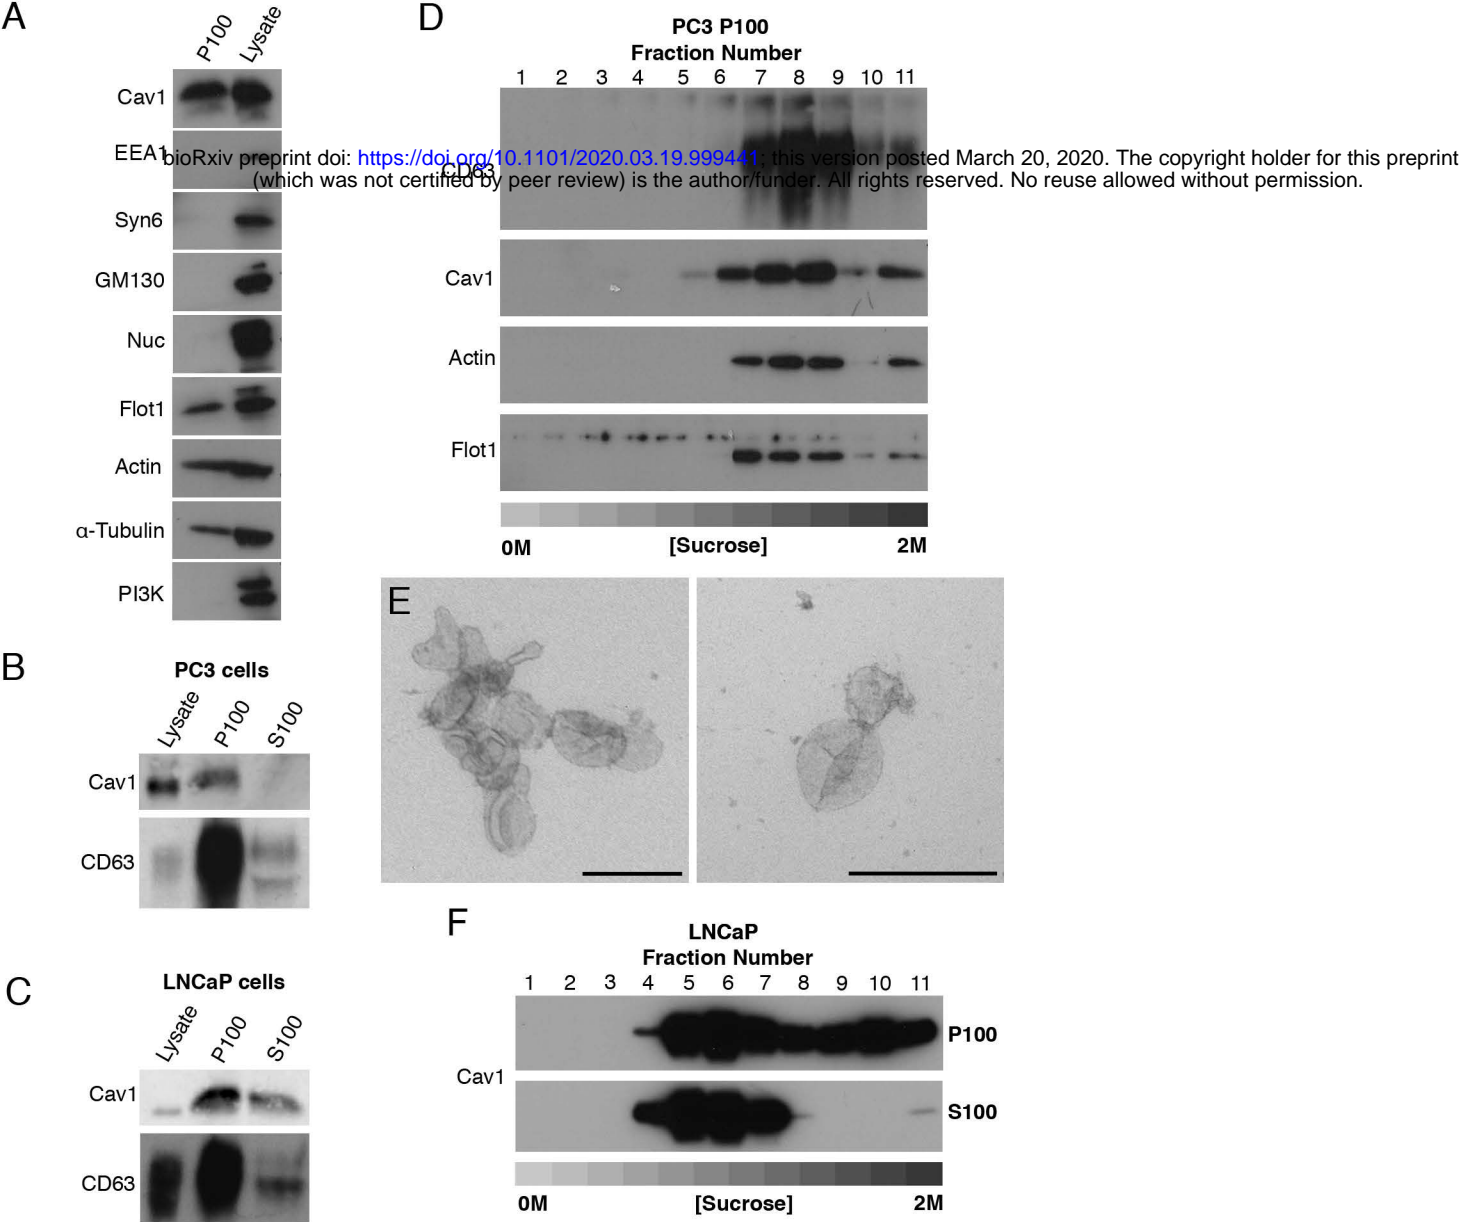 A
P100
Lysate
Cav1
EEA1
Syn6
GM130
Nuc
Flot1
Actin
α-Tubulin
PI3K
bioRxiv preprint doi: https://doi.org/10.1101/2020.03.19.999441; this version posted March 20, 2020. The copyright holder for this preprint
(which was not certified by peer review) is the author/funder. All rights reserved. No reuse allowed without permission.
B
PC3 cells
Lysate
P100
S100
Cav1
CD63
C
LNCaP cells
Lysate
P100
S100
Cav1
CD63
D
PC3 P100
Fraction Number
1 2 3 4 5 6 7 8 9 10 11
CD63
Cav1
Actin
Flot1
0M [Sucrose] 2M
E
F
LNCaP
Fraction Number
1 2 3 4 5 6 7 8 9 10 11
P100
Cav1
S100
0M [Sucrose] 2M